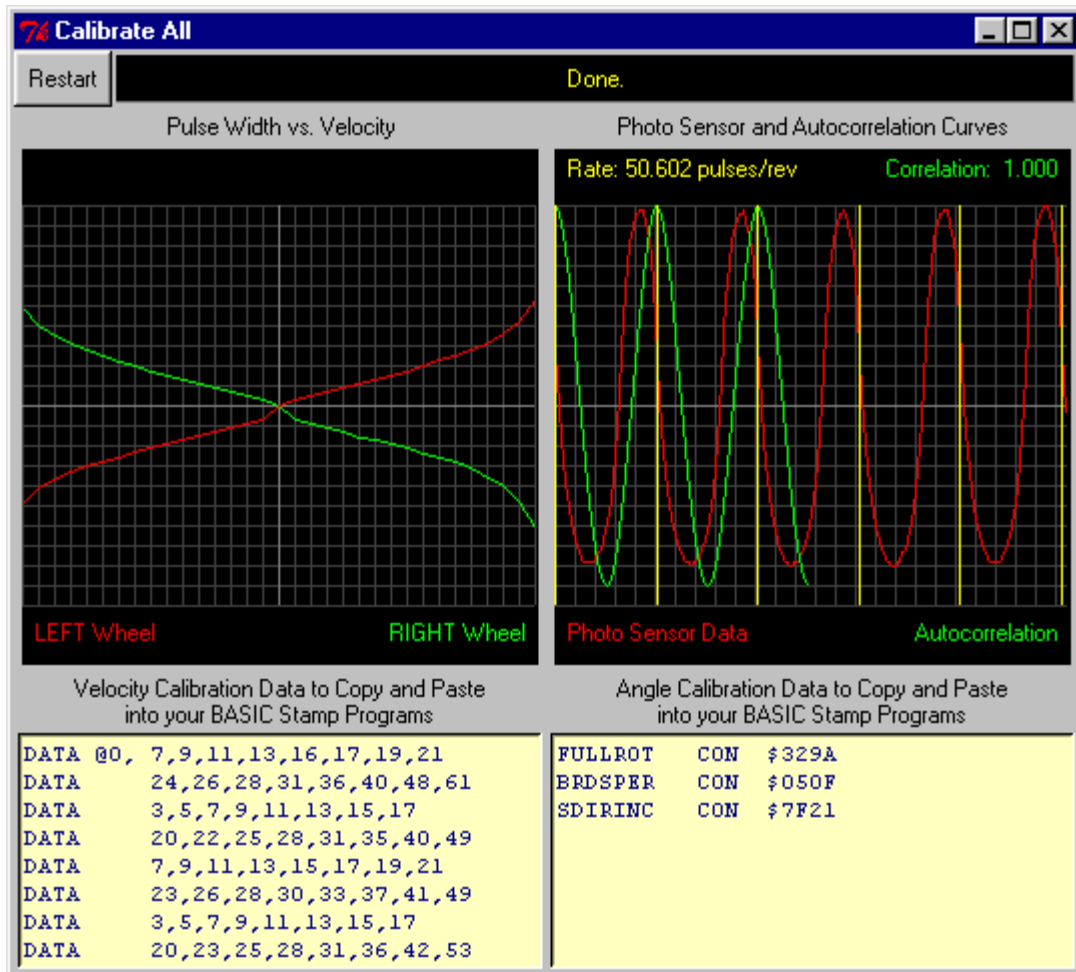 Calibrate All
Restart
Done.
Pulse Width vs. Velocity
Photo Sensor and Autocorrelation Curves
Rate: 50.602 pulses/rev
Correlation: 1.000
LEFT Wheel
RIGHT Wheel
Photo Sensor Data
Autocorrelation
Velocity Calibration Data to Copy and Paste
into your BASIC Stamp Programs
Angle Calibration Data to Copy and Paste
into your BASIC Stamp Programs
DATA @0, 7,9,11,13,16,17,19,21
DATA 24,26,28,31,36,40,48,61
DATA 3,5,7,9,11,13,15,17
DATA 20,22,25,28,31,35,40,49
DATA 7,9,11,13,15,17,19,21
DATA 23,26,28,30,33,37,41,49
DATA 3,5,7,9,11,13,15,17
DATA 20,23,25,28,31,36,42,53
FULLROT CON $329A
BRDSPER CON $050F
SDIRINC CON $7F21